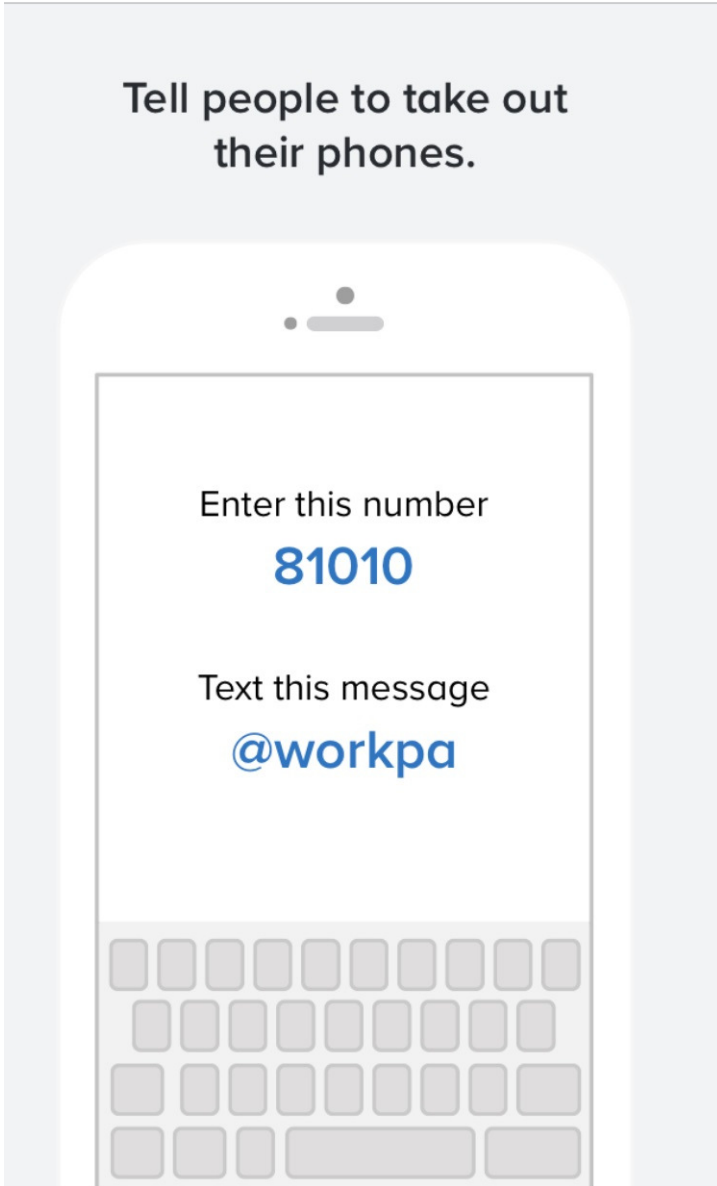 Tell people to take out
their phones.
Enter this number
81010
Text this message
@workpa